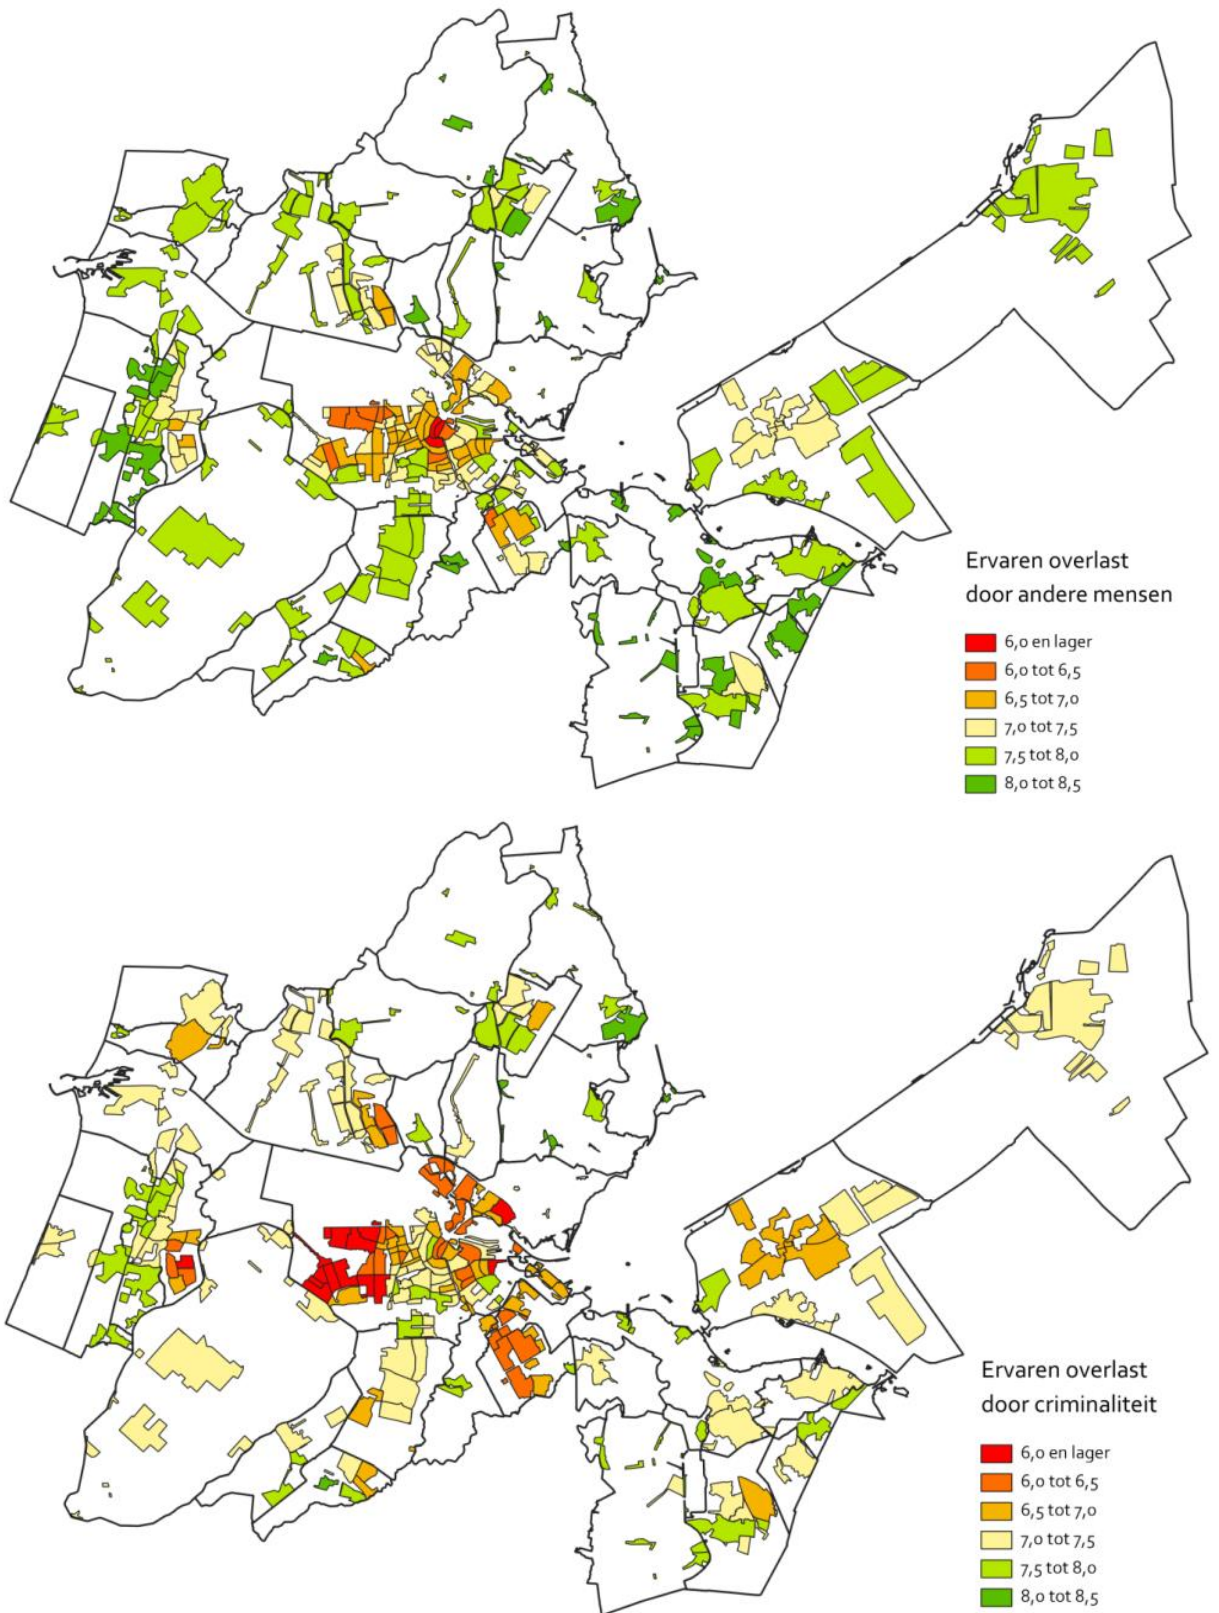 Ervaren overlast
door andere mensen
6,0 en lager
6,0 tot 6,5
6,5 tot 7,0
7,0 tot 7,5
7,5 tot 8,0
8,0 tot 8,5
Ervaren overlast
door criminaliteit
6,0 en lager
6,0 tot 6,5
6,5 tot 7,0
7,0 tot 7,5
7,5 tot 8,0
8,0 tot 8,5